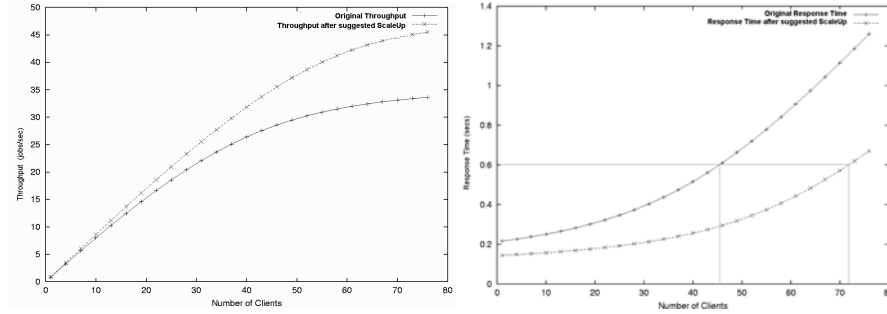 Original Throughput
Throughput after suggested ScaleUp
50
45
40
35
30
25
20
15
10
5
0
Throughput (jobs/sec)
0 10 20 30 40 50 60 70 80
Number of Clients
Original Response Time
Response Time after suggested ScaleUp
1.4
1.2
1
0.8
0.6
0.4
0.2
0
Response Time (secs)
0 10 20 30 40 50 60 70 80
Number of Clients